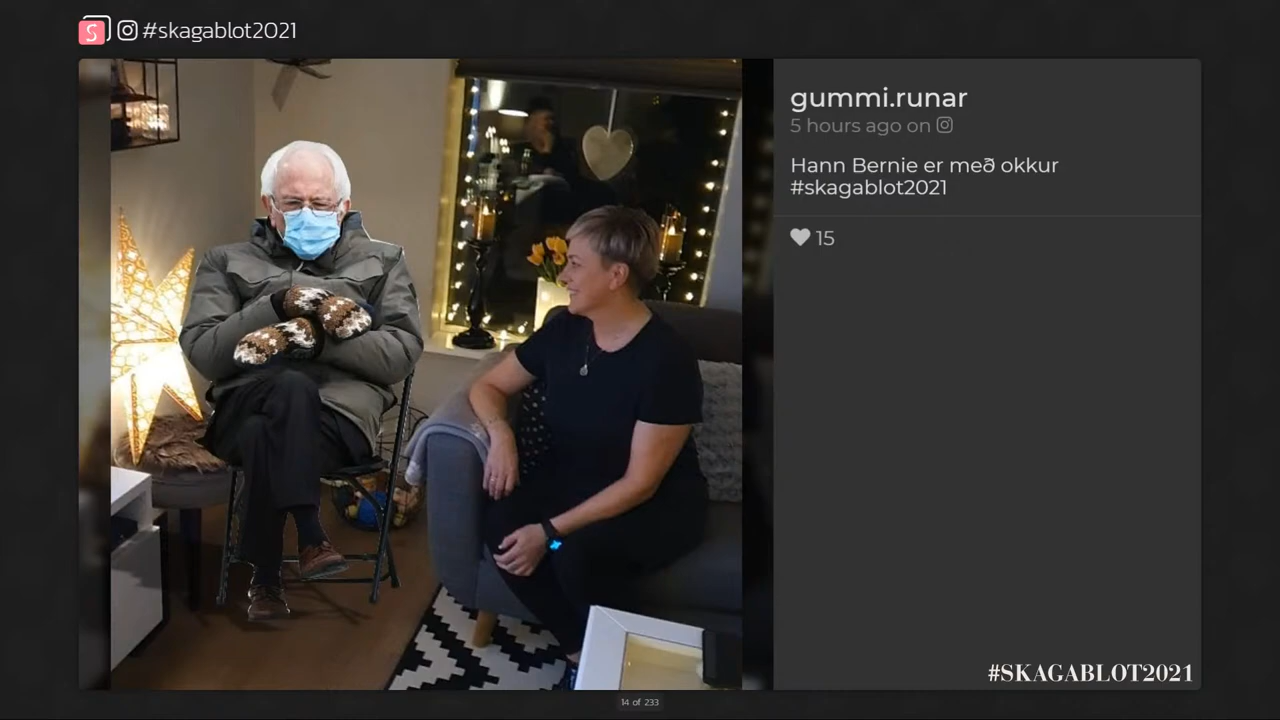 #skagablot2021
gummi.runar
5 hours ago on
Hann Bernie er með okkur
#skagablot2021
15
#SKAGABLOT2021
14 of 233